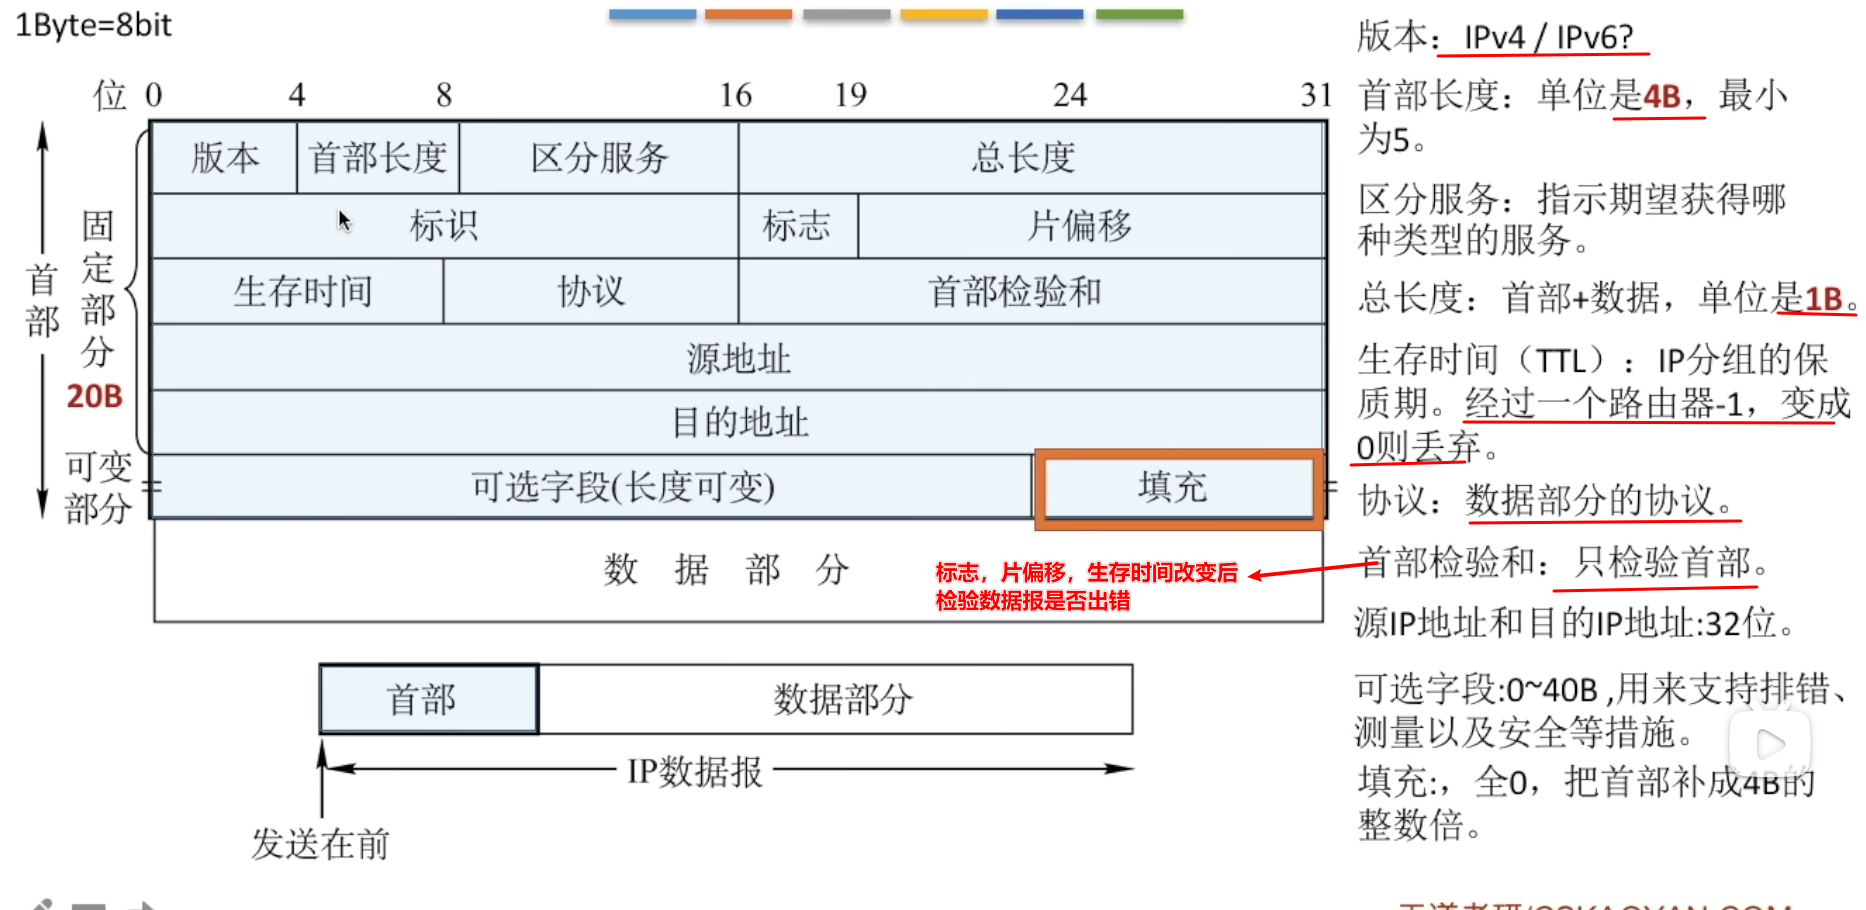 1Byte=8bit
位 0 4 8 16 19 24 31
版本 首部长度 区分服务 总长度
标识 标志 片偏移
生存时间 协议 首部检验和
源地址
目的地址
可选字段(长度可变) 填充
数 据 部 分
首部
固定部分
20B
可变
部分
标志，片偏移，生存时间改变后
检验数据报是否出错
首部 数据部分
IP数据报
发送在前
版本：IPv4 / IPv6?
首部长度：单位是4B，最小
为5。
区分服务：指示期望获得哪
种类型的服务。
总长度：首部+数据，单位是1B。
生存时间（TTL）：IP分组的保
质期。经过一个路由器-1，变成
0则丢弃。
协议：数据部分的协议。
首部检验和：只检验首部。
源IP地址和目的IP地址:32位。
可选字段:0~40B ,用来支持排错、
测量以及安全等措施。
填充:，全0，把首部补成4B的
整数倍。